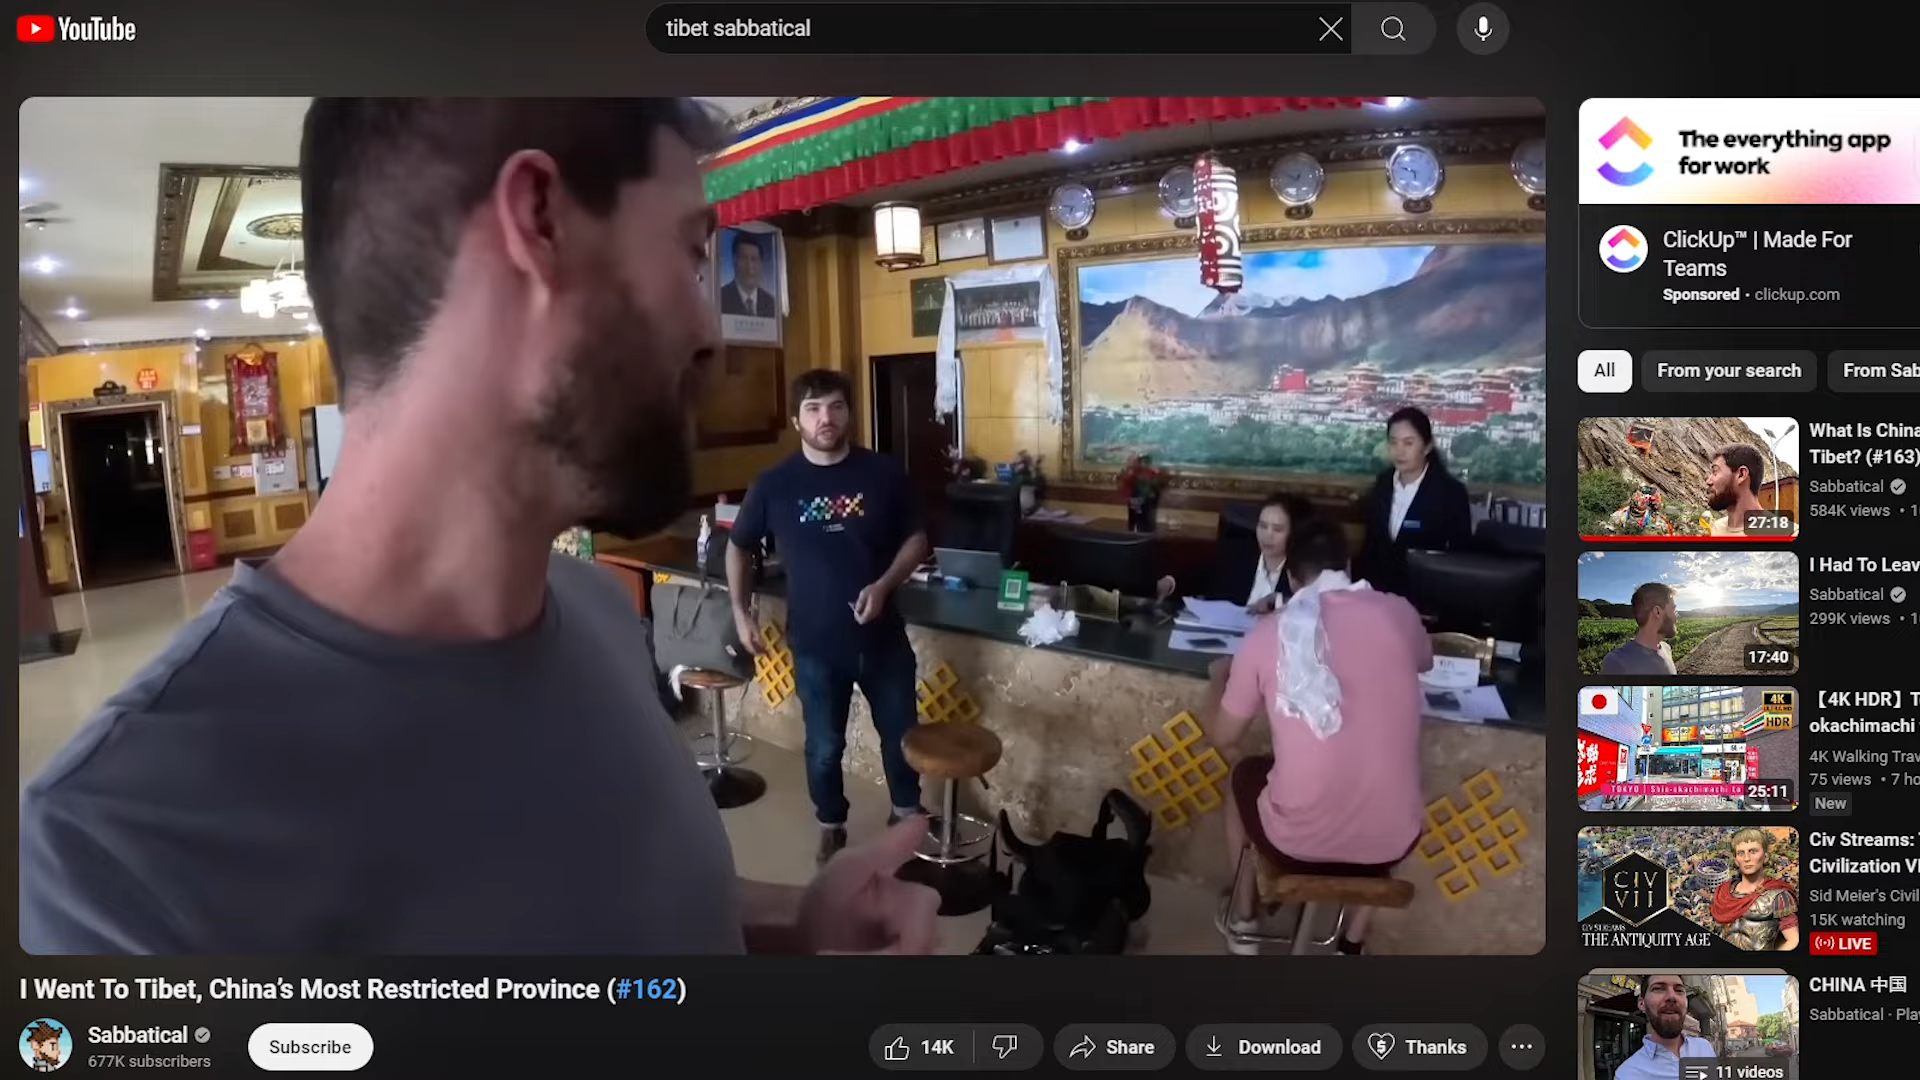 YouTube
tibet sabbatical
The everything app
for work
ClickUp™ | Made For
Teams
Sponsored • clickup.com
All
From your search
From Sab
What Is China
Tibet? (#163)
Sabbatical
584K views
27:18
I Had To Leav
Sabbatical
299K views
17:40
【4K HDR】T
okachimachi
4K Walking Trav
75 views • 7 ho
New
4K
HDR
25:11
Civ Streams:
Civilization VI
Sid Meier's Civil
15K watching
LIVE
CIV
VII
CIV STREAMS
THE ANTIQUITY AGE
CHINA 中国
Sabbatical · Play
11 videos
I Went To Tibet, China's Most Restricted Province (#162)
Sabbatical
677K subscribers
Subscribe
14K
Share
Download
Thanks